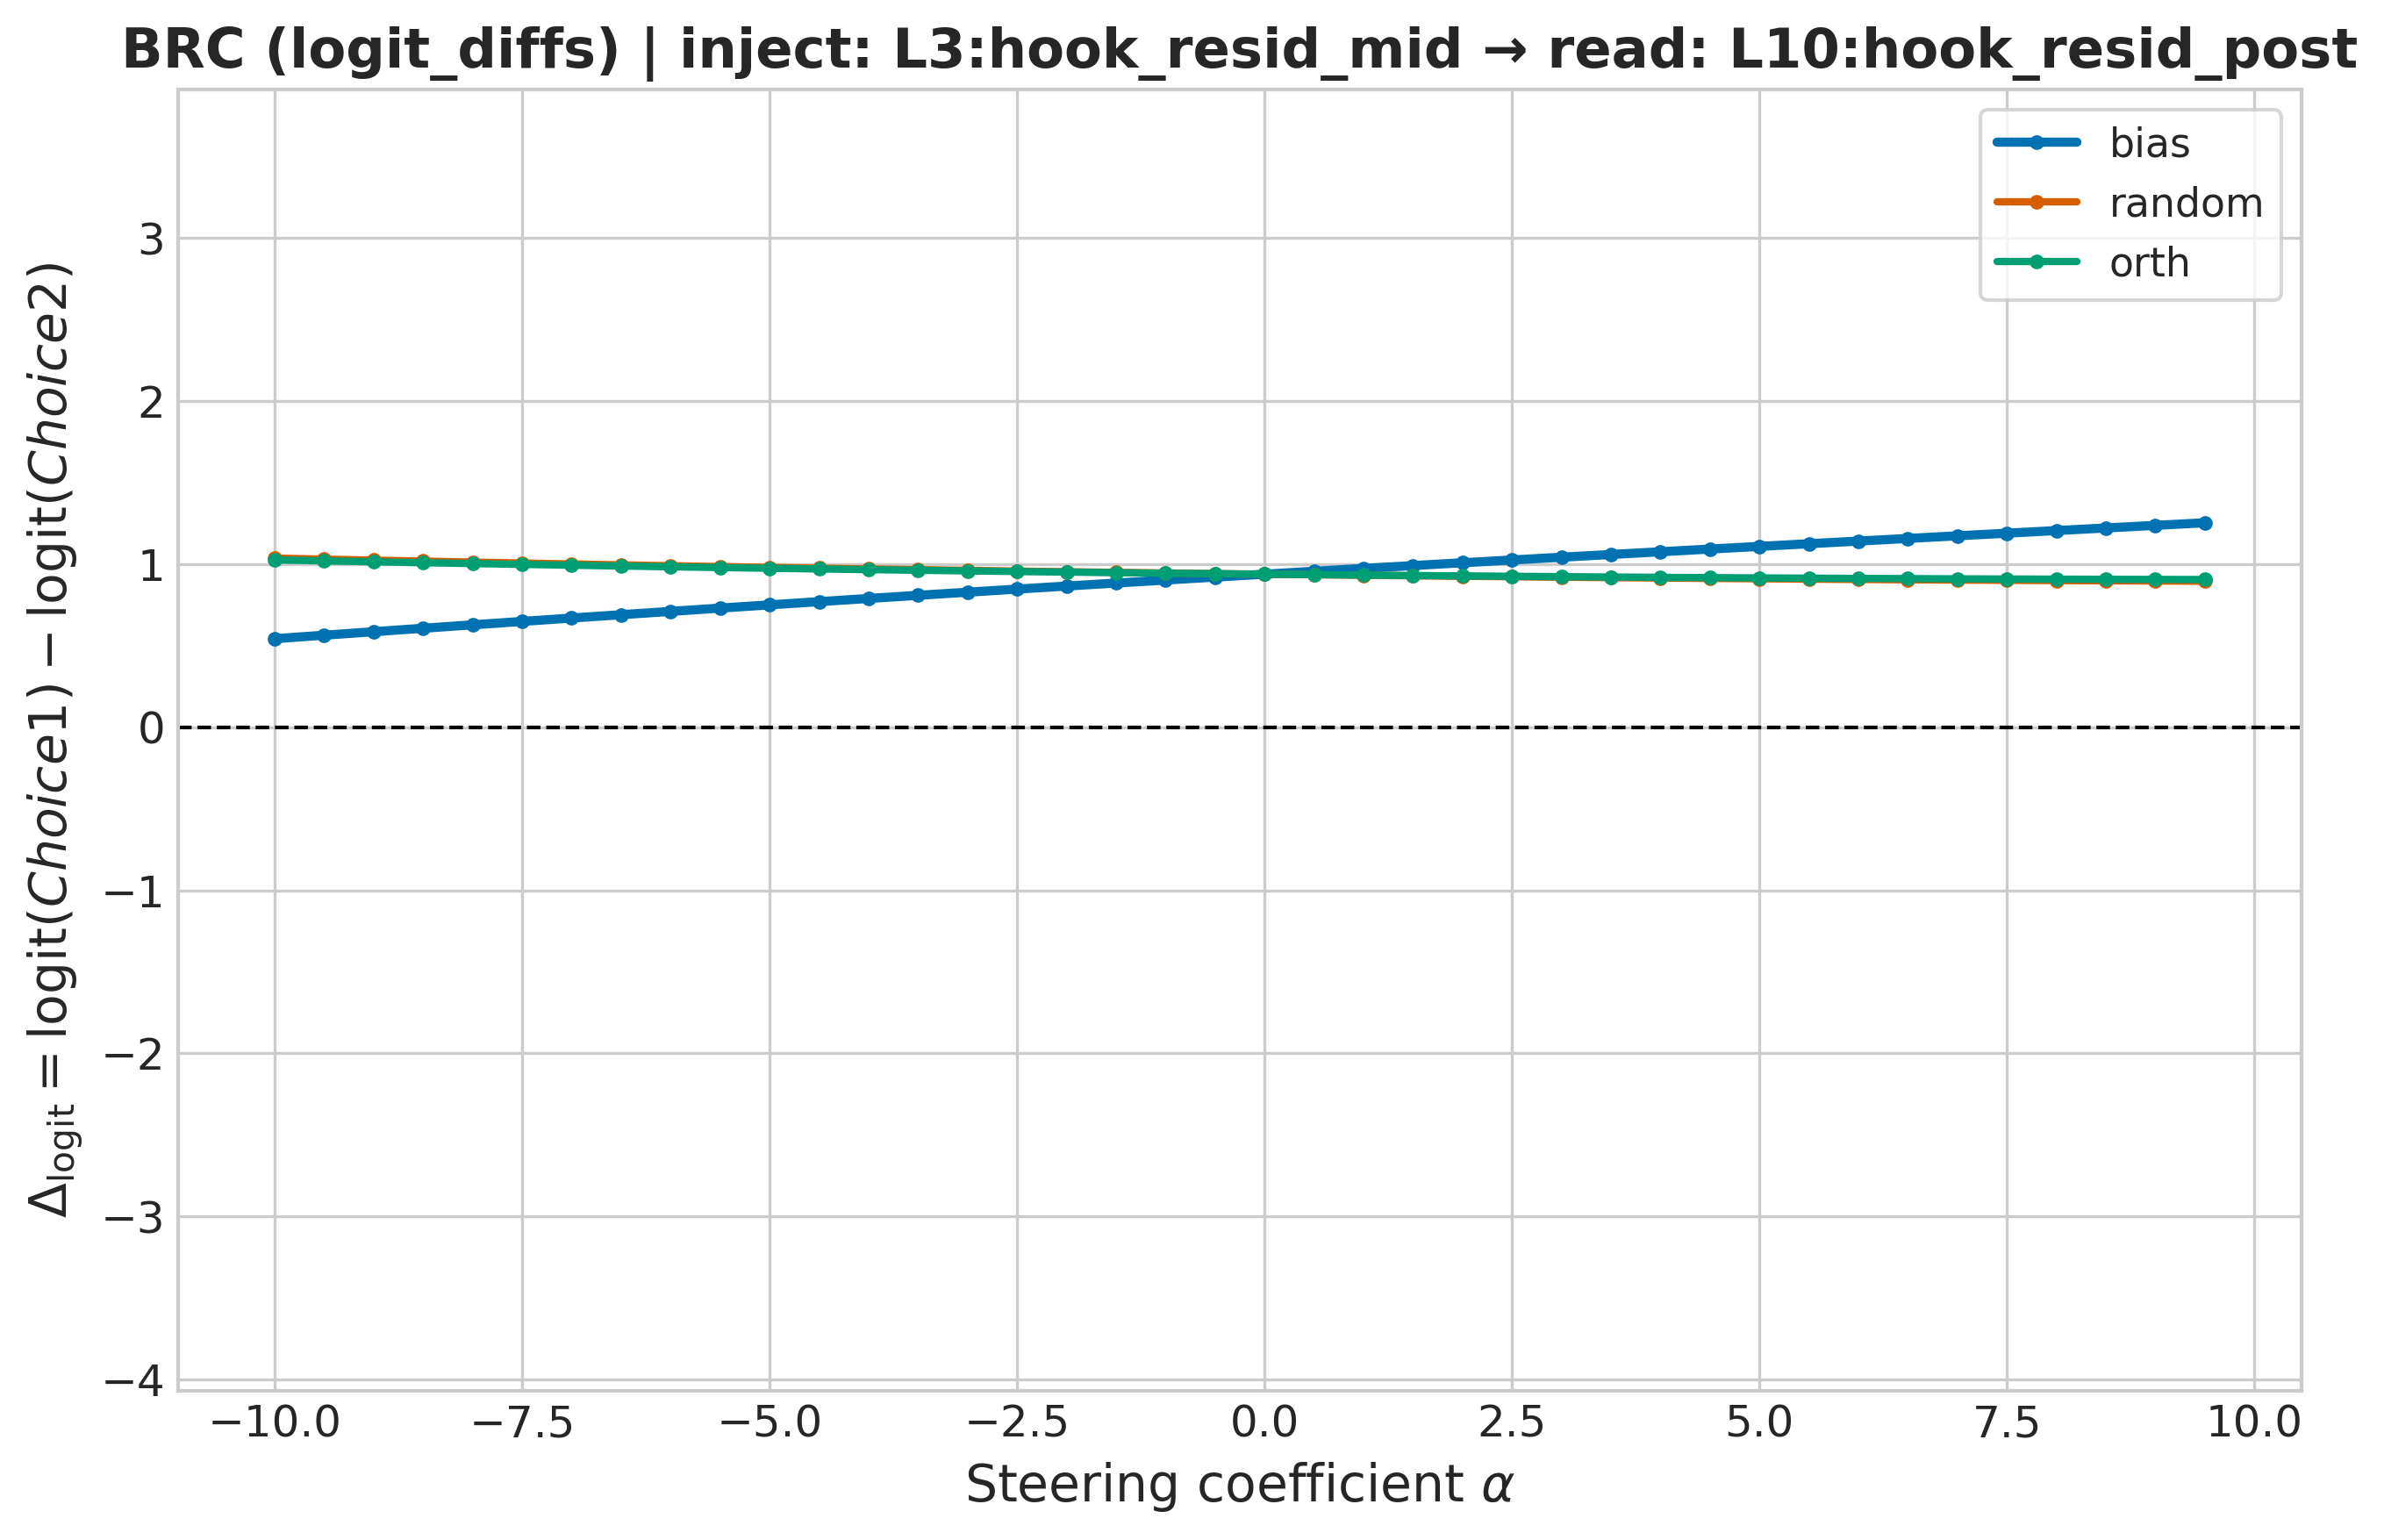 BRC (logit_diffs) | inject: L3:hook_resid_mid → read: L10:hook_resid_post
Δlogit = logit(Choice1) − logit(Choice2)
bias
random
orth
3
2
1
0
−1
−2
−3
−4
−10.0 −7.5 −5.0 −2.5 0.0 2.5 5.0 7.5 10.0
Steering coefficient α